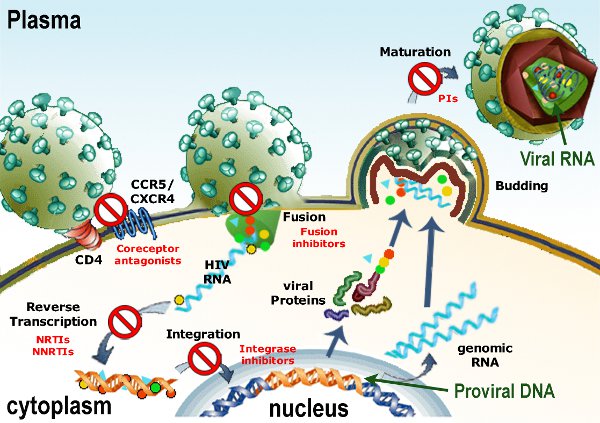 Plasma
Maturation
PIs
Viral RNA
Budding
CCR5/
CXCR4
Coreceptor
antagonists
CD4
Fusion
Fusion
inhibitors
HIV
RNA
viral
Proteins
Reverse
Transcription
NRTIs
NNRTIs
Integration
Integrase
inhibitors
genomic
RNA
Proviral DNA
cytoplasm
nucleus